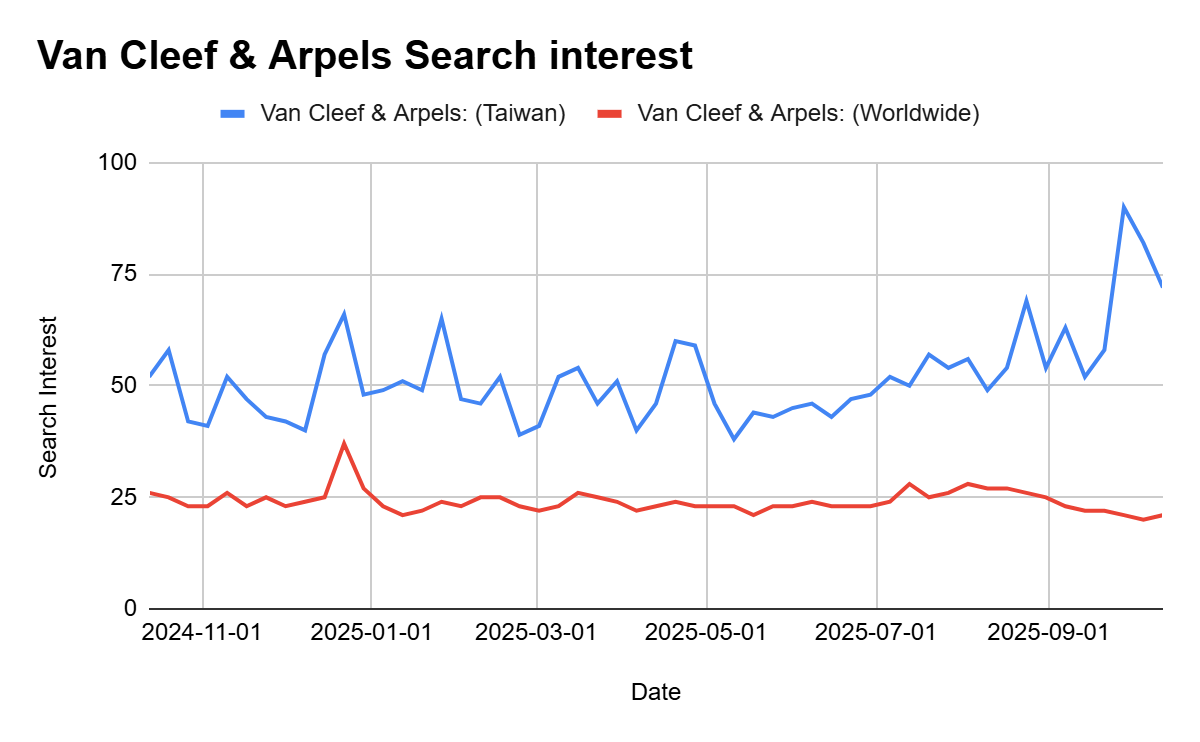 Van Cleef & Arpels Search interest
Van Cleef & Arpels: (Taiwan) Van Cleef & Arpels: (Worldwide)
100
75
50
25
0
Search Interest
2024-11-01 2025-01-01 2025-03-01 2025-05-01 2025-07-01 2025-09-01
Date